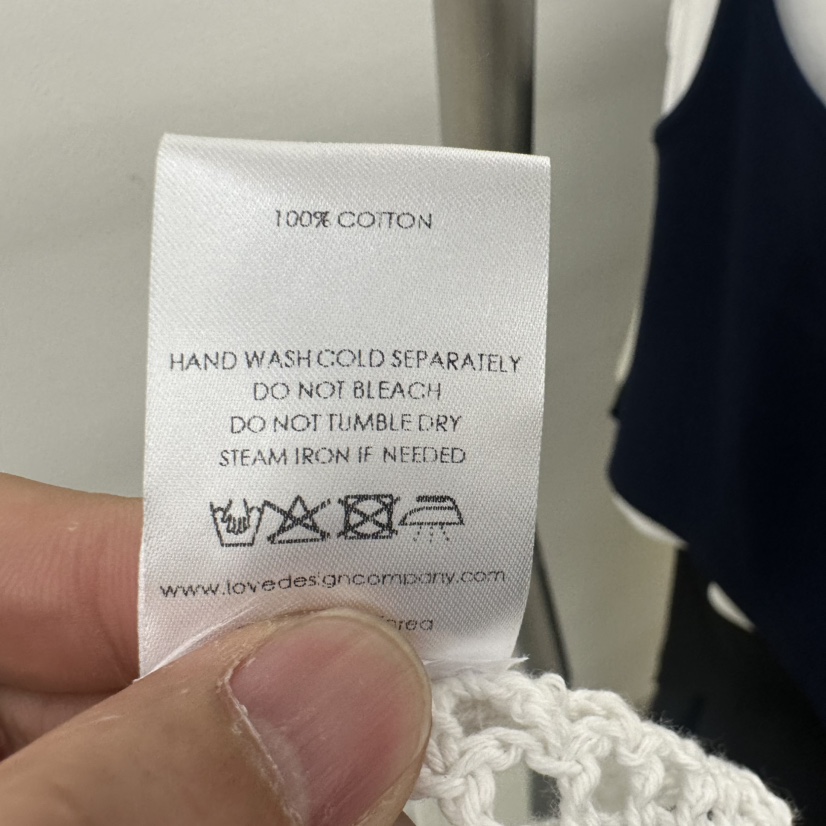 100% COTTON
HAND WASH COLD SEPARATELY
DO NOT BLEACH
DO NOT TUMBLE DRY
STEAM IRON IF NEEDED
www.lovedesigncompany.com